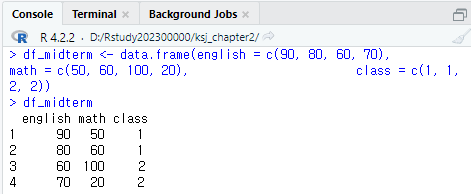 Console Terminal × Background Jobs ×
R 4.2.2 · D:/Rstudy202300000/ksj_chapter2/
> df_midterm <- data.frame(english = c(90, 80, 60, 70),
math = c(50, 60, 100, 20), class = c(1, 1,
2, 2))
> df_midterm
english math class
1 90 50 1
2 80 60 1
3 60 100 2
4 70 20 2